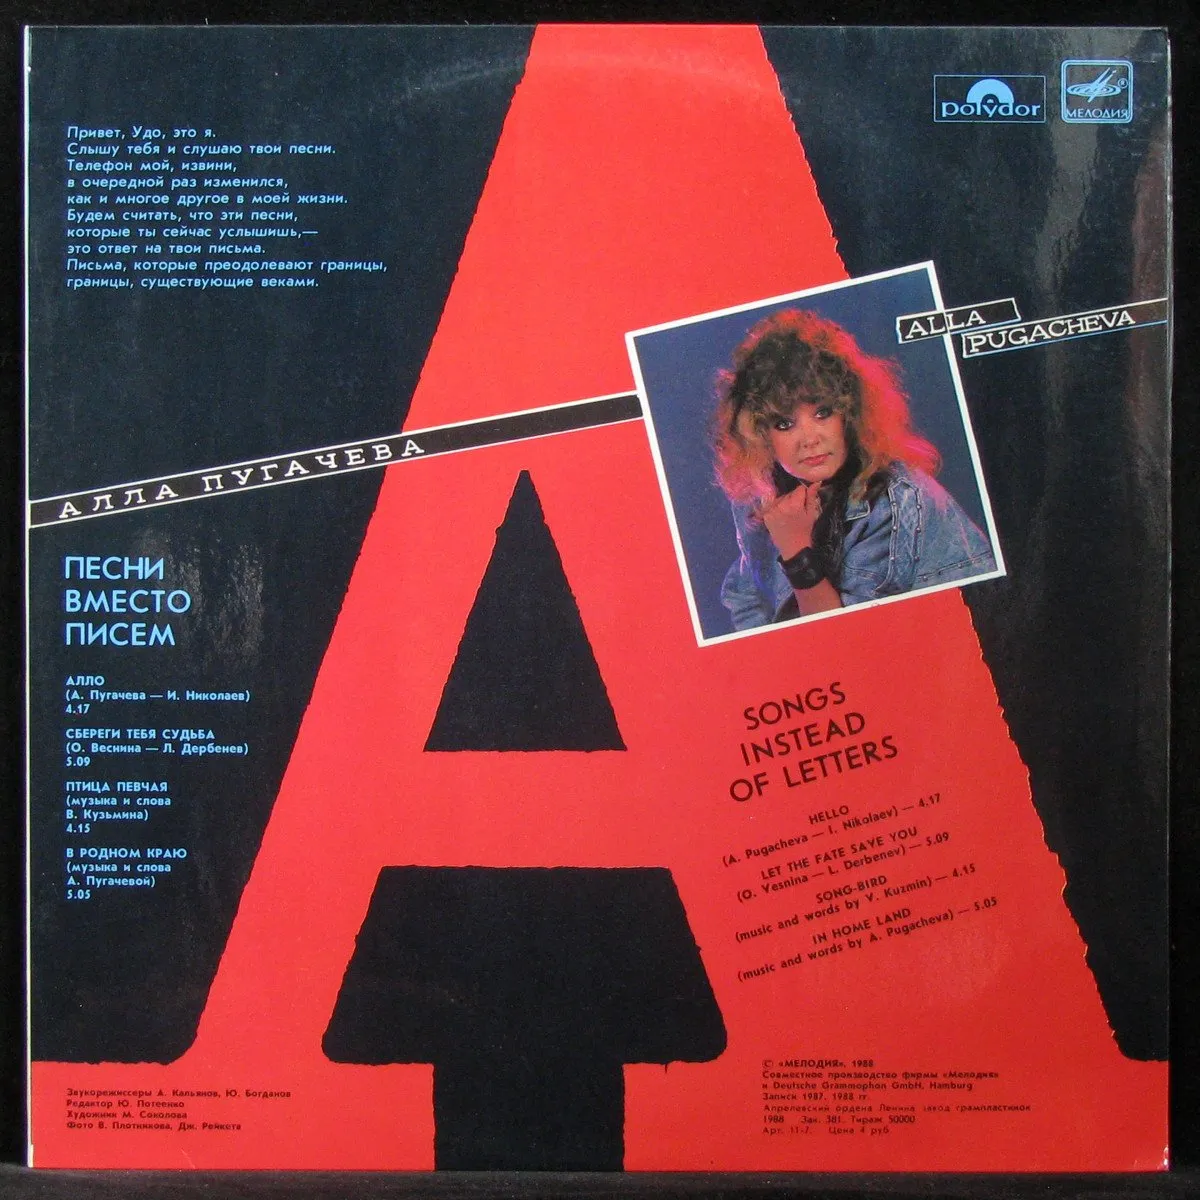 polydor
МЕЛОДИЯ
Привет, Удо, это я.
Слышу тебя и слушаю твои песни.
Телефон мой, извини,
в очередной раз изменился,
как и многое другое в моей жизни.
Будем считать, что эти песни,
которые ты сейчас услышишь,—
это ответ на твои письма.
Письма, которые преодолевают границы,
границы, существующие веками.
ALLA
PUGACHEVA
АЛЛА ПУГАЧЕВА
ПЕСНИ
ВМЕСТО
ПИСЕМ
АЛЛО
(А. Пугачева — И. Николаев)
4.17
СБЕРЕГИ ТЕБЯ СУДЬБА
(О. Веснина — Л. Дербенев)
5.09
ПТИЦА ПЕВЧАЯ
(музыка и слова
В. Кузьмина)
4.15
В РОДНОМ КРАЮ
(музыка и слова
А. Пугачевой)
5.05
SONGS
INSTEAD
OF LETTERS
HELLO
(A. Pugacheva — I. Nikolaev) — 4.17
LET THE FATE SAVE YOU
(O. Vesnina — L. Derbenev) — 5.09
SONG-BIRD
(music and words by V. Kuzmin) — 4.15
IN HOME LAND
(music and words by A. Pugacheva) — 5.05
Звукорежиссеры А. Кальянов, Ю. Богданов
Редактор Ю. Потеенко
Художник М. Соколова
Фото В. Плотникова, Дж. Рейкета
© «МЕЛОДИЯ», 1988
Совместное производство фирмы «Мелодия»
и Deutsche Grammophon GmbH, Hamburg
Записи 1987, 1988 гг.
Апрелевский ордена Ленина завод грампластинок
1988 Зак. 381. Тираж 50000
Арт. 11-2. Цена 4 руб.